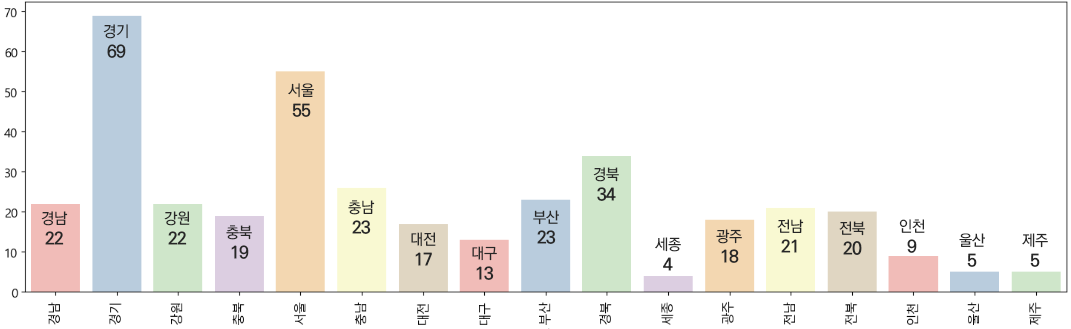 70
60
50
40
30
20
10
0
경남
22
경기
69
강원
22
충북
19
서울
55
충남
23
대전
17
대구
13
부산
23
경북
34
세종
4
광주
18
전남
21
전북
20
인천
9
울산
5
제주
5
경남
경기
강원
충북
서울
충남
대전
대구
부산
경북
세종
광주
전남
전북
인천
울산
제주